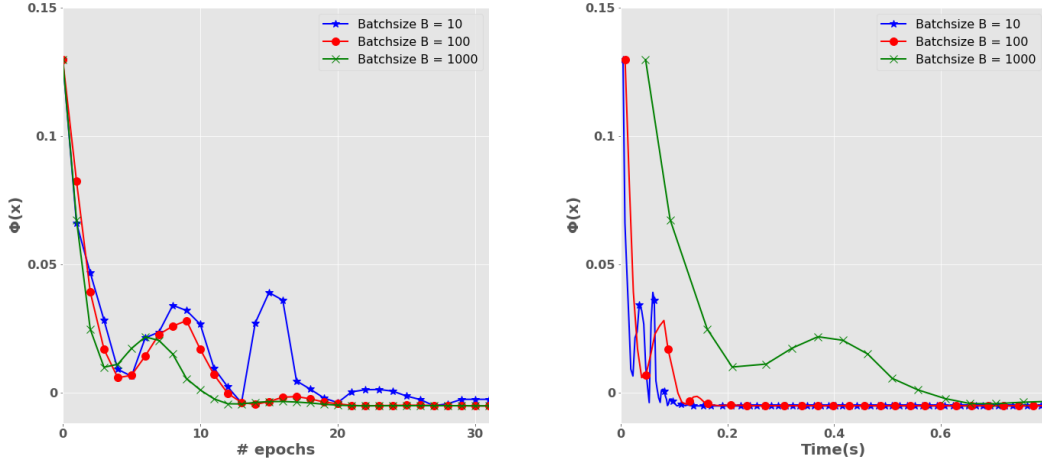 0.15
0.1
0.05
0
0
10
20
30
Φ(x)
# epochs
Batchsize B = 10
Batchsize B = 100
Batchsize B = 1000
0.15
0.1
0.05
0
0
0.2
0.4
0.6
Φ(x)
Time(s)
Batchsize B = 10
Batchsize B = 100
Batchsize B = 1000